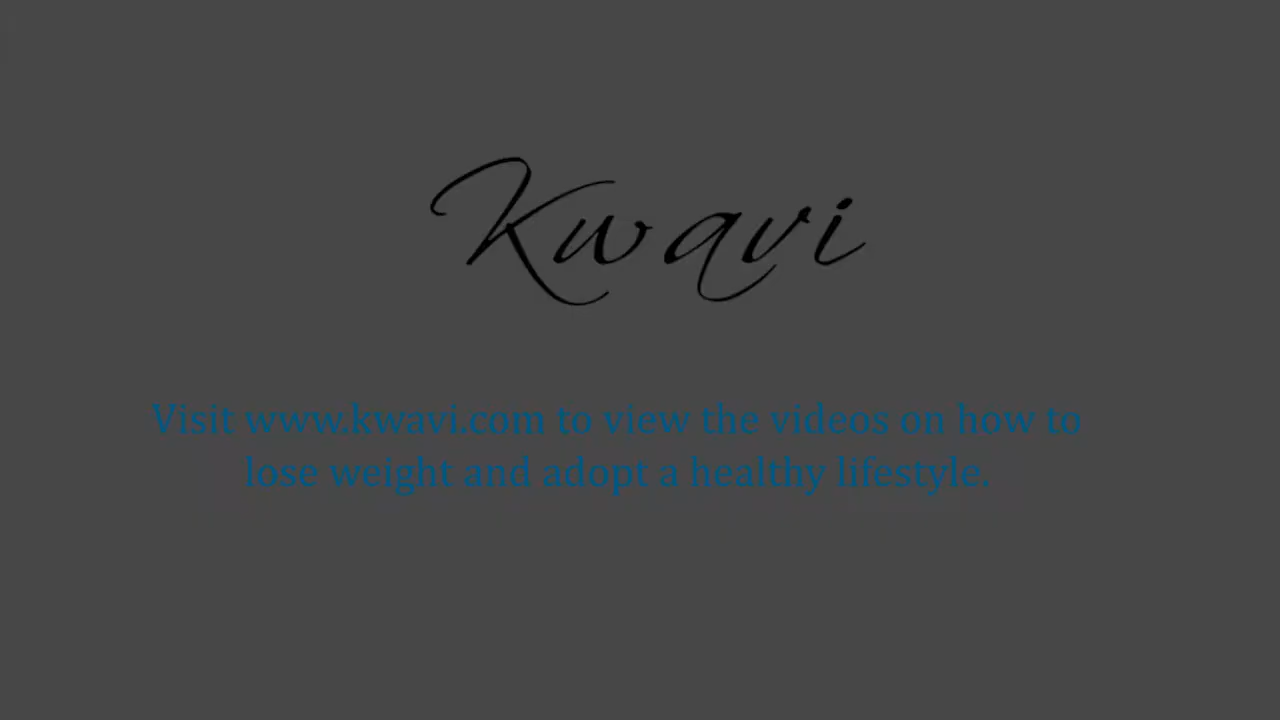 Kwavi
Visit www.kwavi.com to view the videos on how to
lose weight and adopt a healthy lifestyle.